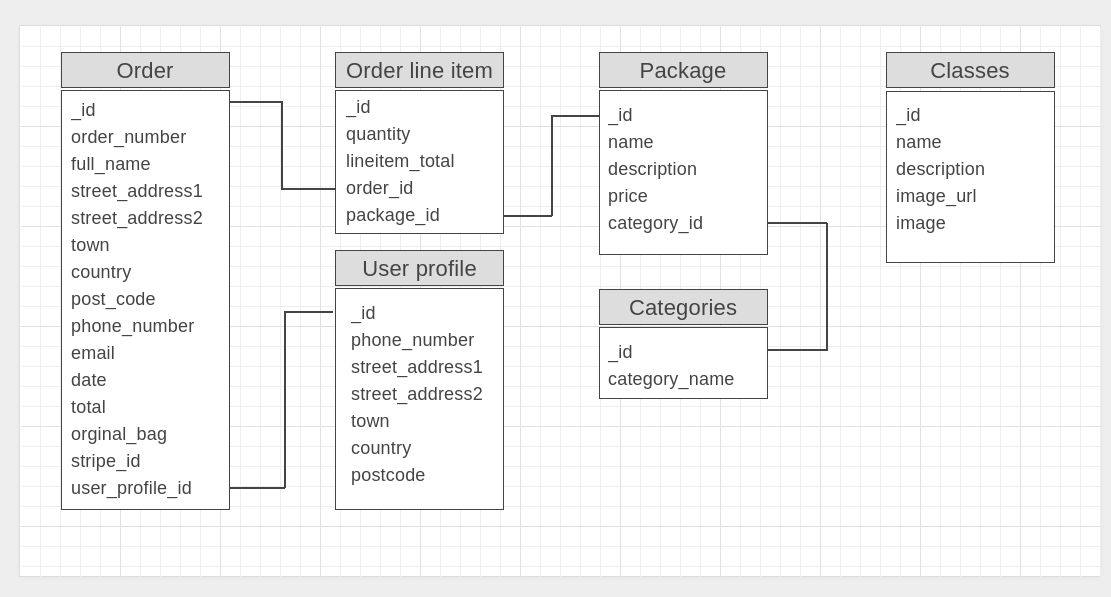 Order
_id
order_number
full_name
street_address1
street_address2
town
country
post_code
phone_number
email
date
total
orginal_bag
stripe_id
user_profile_id
Order line item
_id
quantity
lineitem_total
order_id
package_id
User profile
_id
phone_number
street_address1
street_address2
town
country
postcode
Package
_id
name
description
price
category_id
Categories
_id
category_name
Classes
_id
name
description
image_url
image